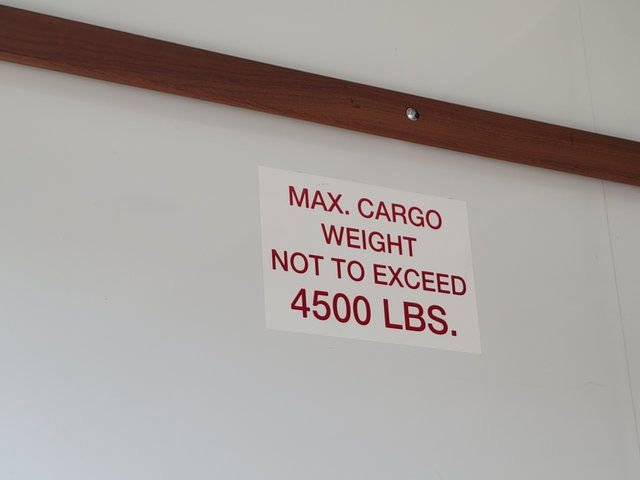 MAX. CARGO
WEIGHT
NOT TO EXCEED
4500 LBS.